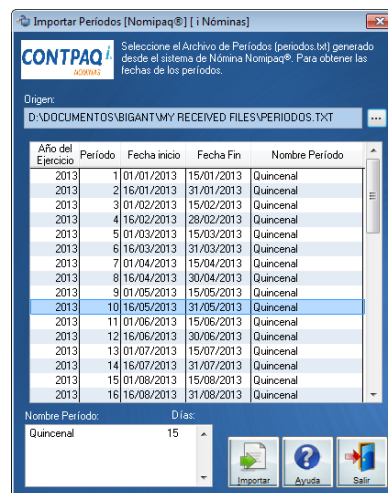 Importar Períodos [Nomipaq®] [ i Nóminas]
CONTPAQ i
NOMINAS
Seleccione el Archivo de Períodos (periodos.txt) generado
desde el sistema de Nómina Nomipaq®. Para obtener las
fechas de los períodos.
Origen:
D:\DOCUMENTOS\BIGANT\MY RECEIVED FILES\PERIODOS.TXT ...
Año del Ejercicio Período Fecha inicio Fecha Fin Nombre Período
2013 1 01/01/2013 15/01/2013 Quincenal
2013 2 16/01/2013 31/01/2013 Quincenal
2013 3 01/02/2013 15/02/2013 Quincenal
2013 4 16/02/2013 28/02/2013 Quincenal
2013 5 01/03/2013 15/03/2013 Quincenal
2013 6 16/03/2013 31/03/2013 Quincenal
2013 7 01/04/2013 15/04/2013 Quincenal
2013 8 16/04/2013 30/04/2013 Quincenal
2013 9 01/05/2013 15/05/2013 Quincenal
2013 10 16/05/2013 31/05/2013 Quincenal
2013 11 01/06/2013 15/06/2013 Quincenal
2013 12 16/06/2013 30/06/2013 Quincenal
2013 13 01/07/2013 15/07/2013 Quincenal
2013 14 16/07/2013 31/07/2013 Quincenal
2013 15 01/08/2013 15/08/2013 Quincenal
2013 16 16/08/2013 31/08/2013 Quincenal
Nombre Período: Días:
Quincenal 15
Importar Ayuda Salir